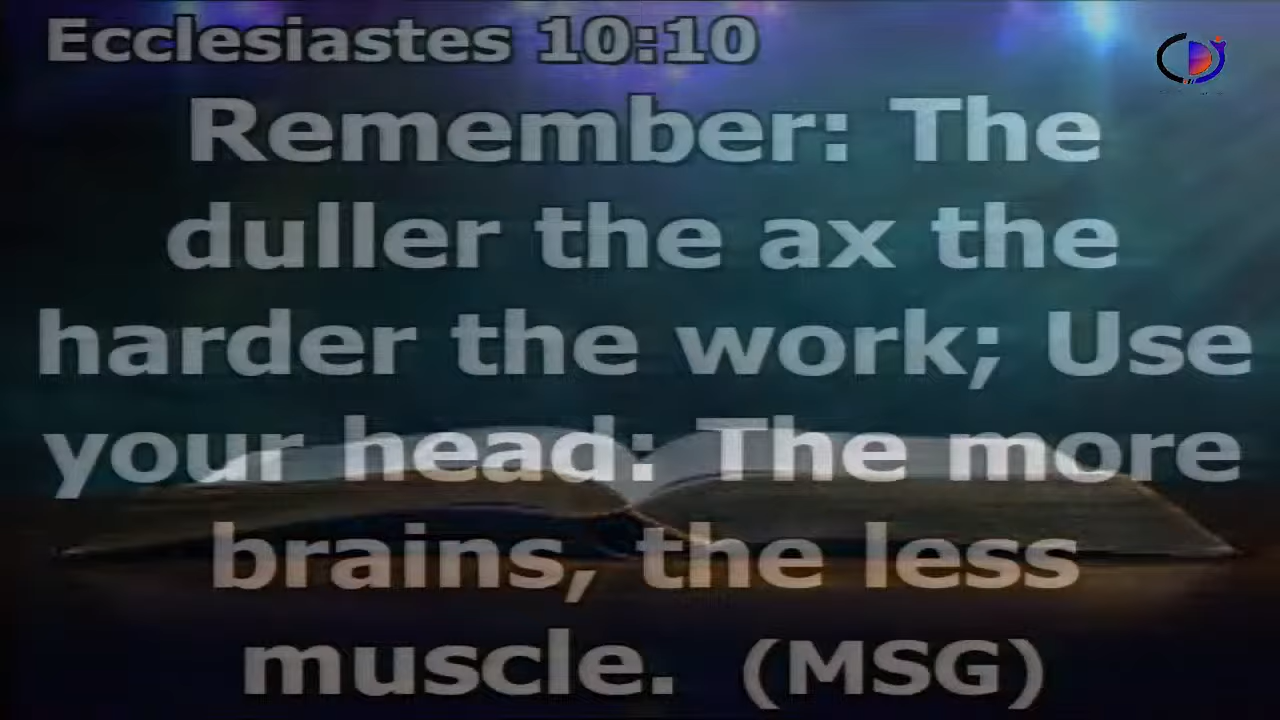 Ecclesiastes 10:10
Remember: The
duller the ax the
harder the work; Use
your head: The more
brains, the less
muscle. (MSG)